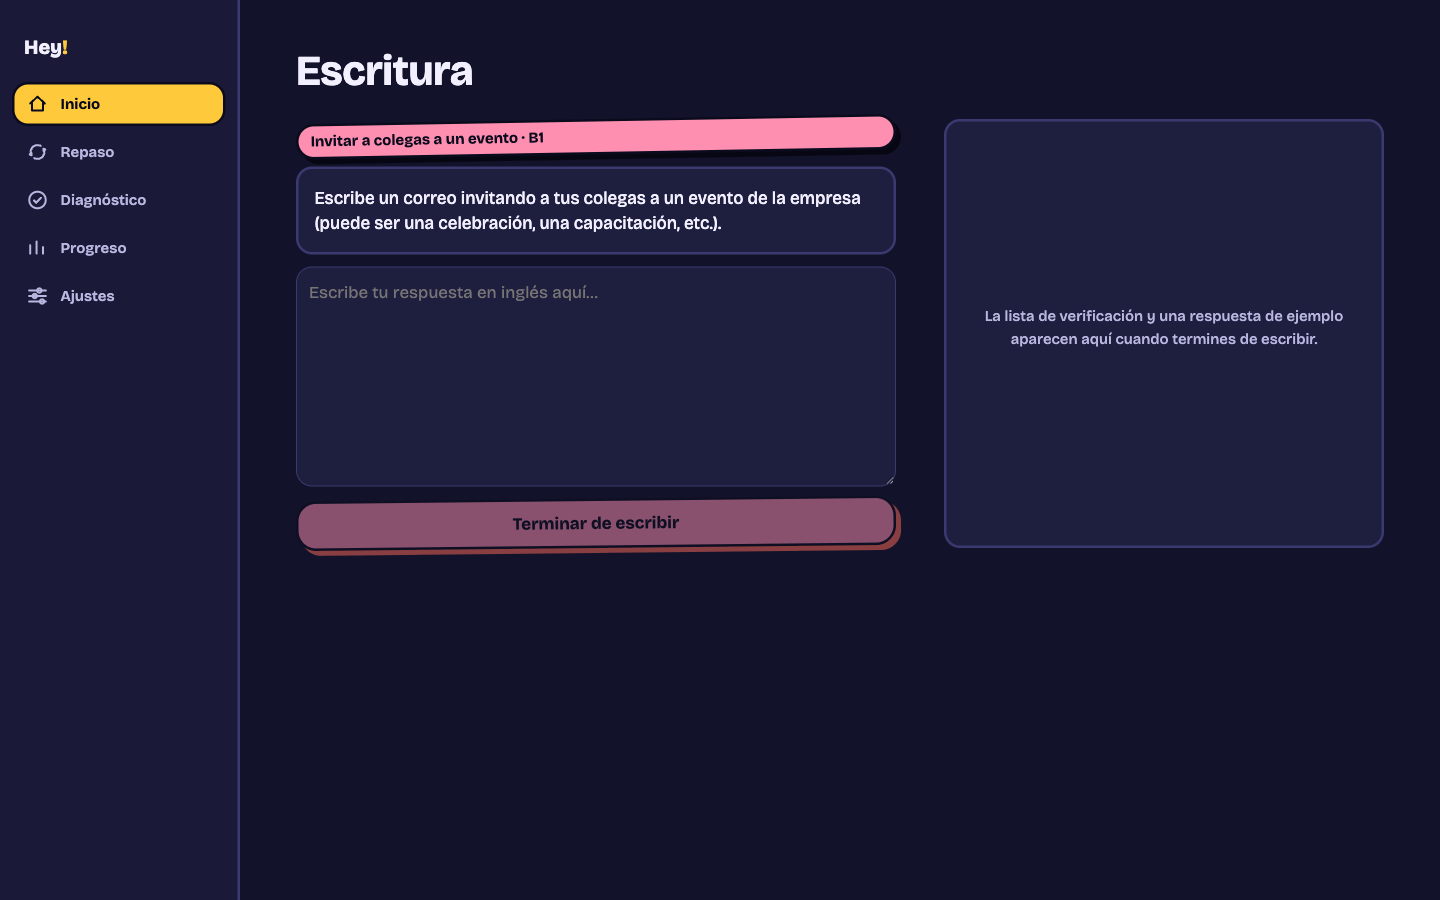 Hey!
Inicio
Repaso
Diagnóstico
Progreso
Ajustes
Escritura
Invitar a colegas a un evento · B1
Escribe un correo invitando a tus colegas a un evento de la empresa
(puede ser una celebración, una capacitación, etc.).
Escribe tu respuesta en inglés aquí...
Terminar de escribir
La lista de verificación y una respuesta de ejemplo
aparecen aquí cuando termines de escribir.